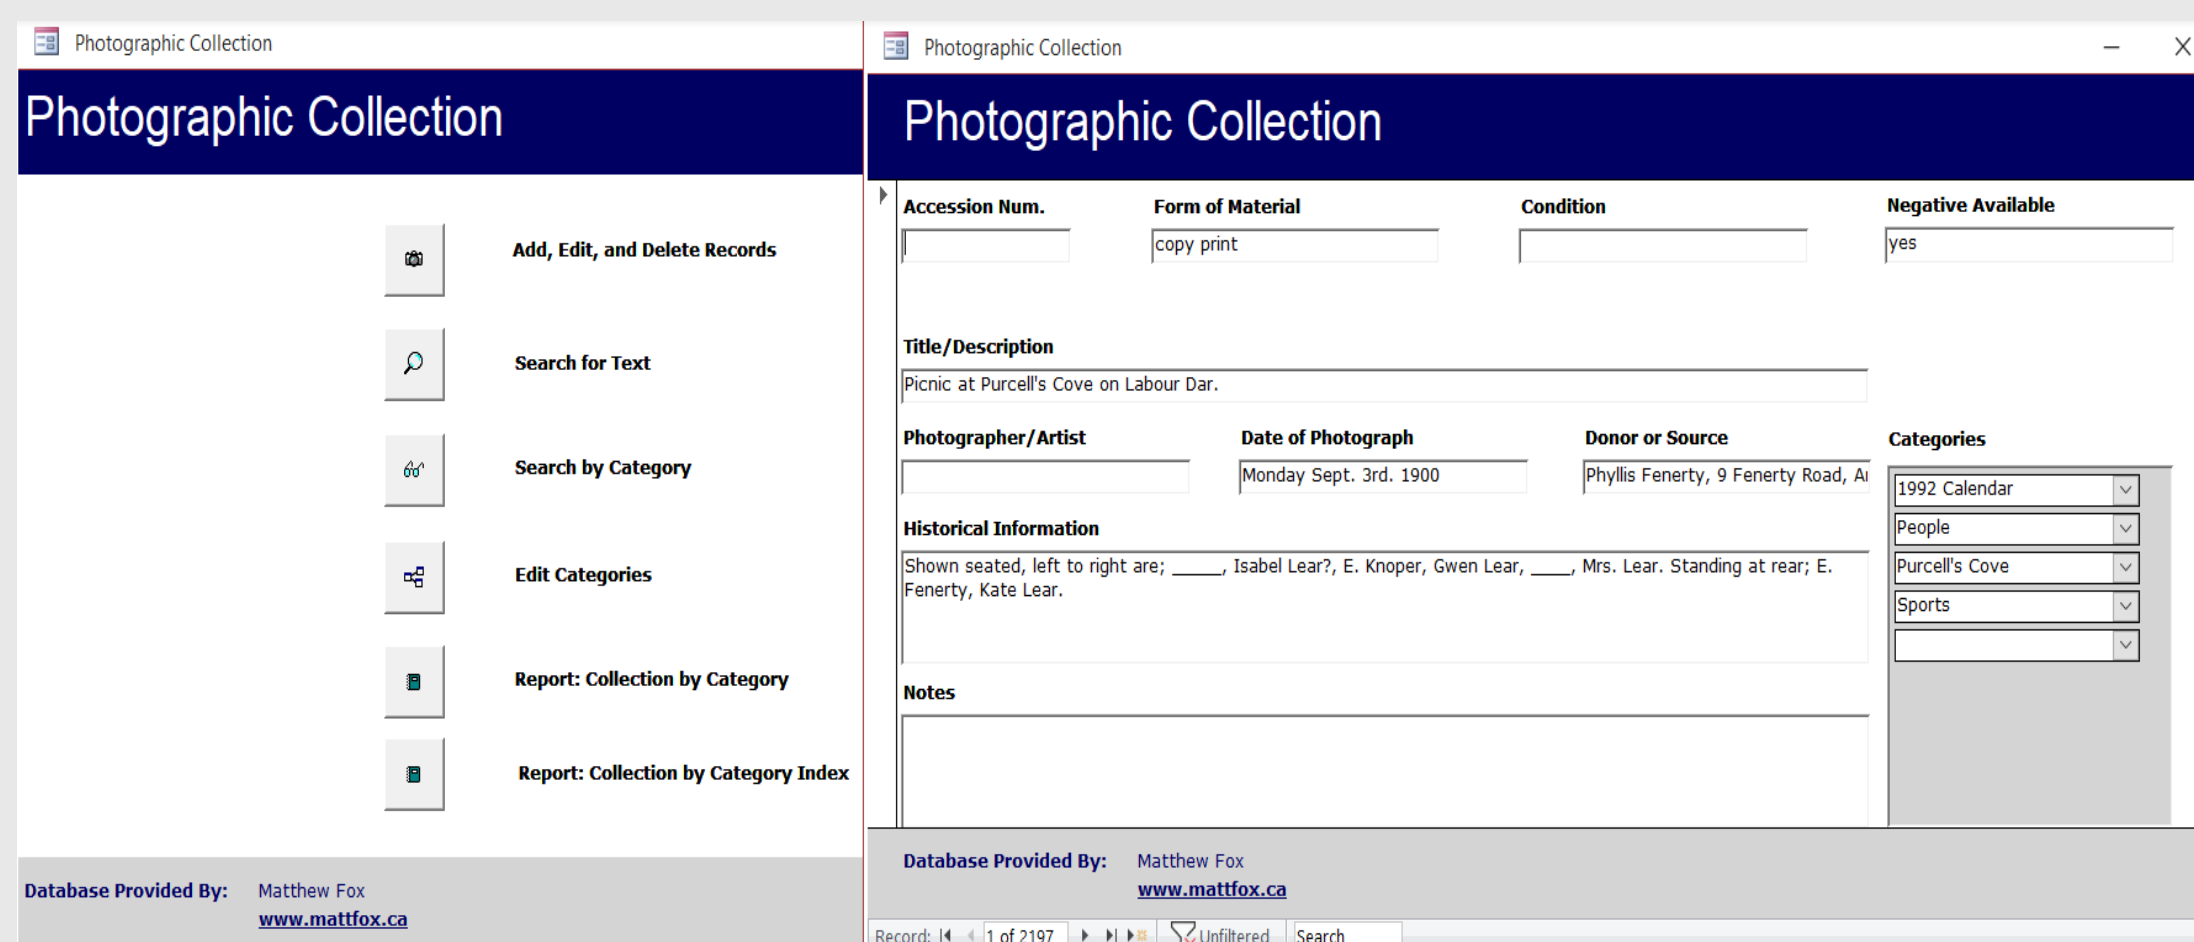 Photographic Collection
Photographic Collection
Add, Edit, and Delete Records
Search for Text
Search by Category
Edit Categories
Report: Collection by Category
Report: Collection by Category Index
Database Provided By: Matthew Fox
www.mattfox.ca
Photographic Collection
Photographic Collection
Accession Num. Form of Material Condition Negative Available
copy print yes
Title/Description
Picnic at Purcell's Cove on Labour Dar.
Photographer/Artist Date of Photograph Donor or Source Categories
Monday Sept. 3rd. 1900 Phyllis Fenerty, 9 Fenerty Road,
1992 Calendar
People
Purcell's Cove
Sports
Historical Information
Shown seated, left to right are; _____, Isabel Lear?, E. Knoper, Gwen Lear, ____, Mrs. Lear. Standing at rear; E.
Fenerty, Kate Lear.
Notes
Database Provided By: Matthew Fox
www.mattfox.ca
Record: 1 of 2197 Unfiltered Search